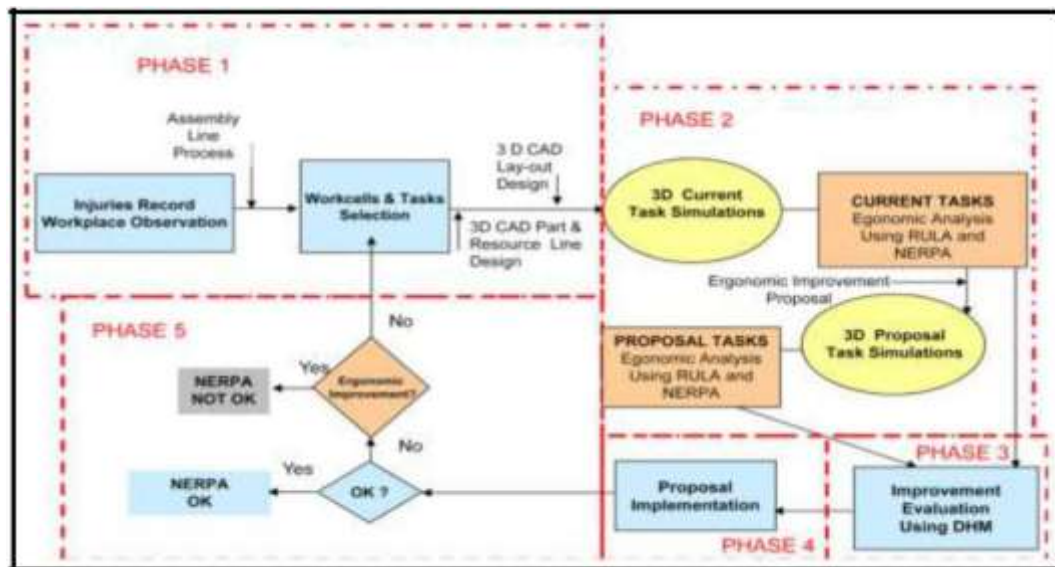 PHASE 1
Assembly
Line
Process
Injuries Record
Workplace Observation
Workcells & Tasks
Selection
3 D CAD
Lay-out
Design
3D CAD Part &
Resource Line
Design
PHASE 2
3D Current
Task Simulations
CURRENT TASKS
Egonomic Analysis
Using RULA and
NERPA
Ergonomic Improvement
Proposal
3D Proposal
Task Simulations
PROPOSAL TASKS
Egonomic Analysis
Using RULA and
NERPA
PHASE 3
Improvement
Evaluation
Using DHM
PHASE 4
Proposal
Implementation
PHASE 5
No
Yes
Ergonomic
Improvement?
NERPA
NOT OK
No
Yes
OK ?
NERPA
OK